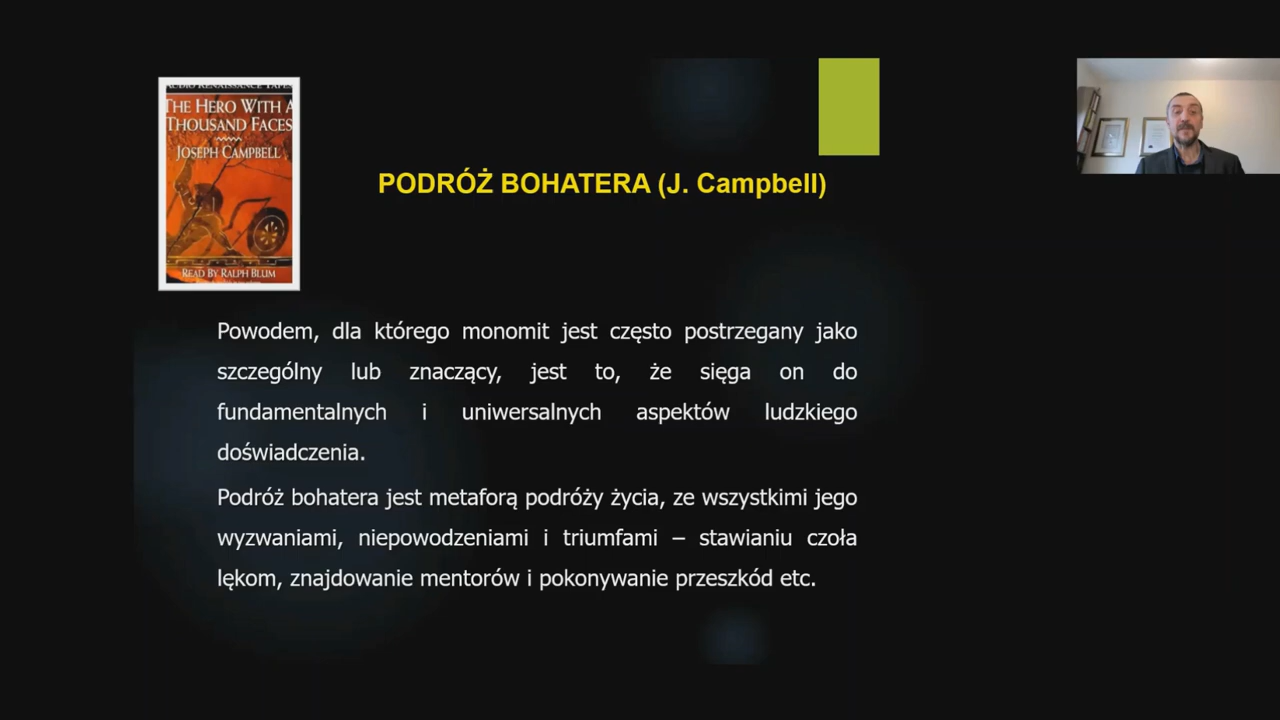 AUDIO RENAISSANCE TAPES
THE HERO WITH A
THOUSAND FACES
JOSEPH CAMPBELL
READ BY RALPH BLUM
PODRÓŻ BOHATERA (J. Campbell)
Powodem, dla którego monomit jest często postrzegany jako
szczególny lub znaczący, jest to, że sięga on do
fundamentalnych i uniwersalnych aspektów ludzkiego
doświadczenia.
Podróż bohatera jest metaforą podróży życia, ze wszystkimi jego
wyzwaniami, niepowodzeniami i triumfami – stawianiu czoła
lękom, znajdowanie mentorów i pokonywanie przeszkód etc.